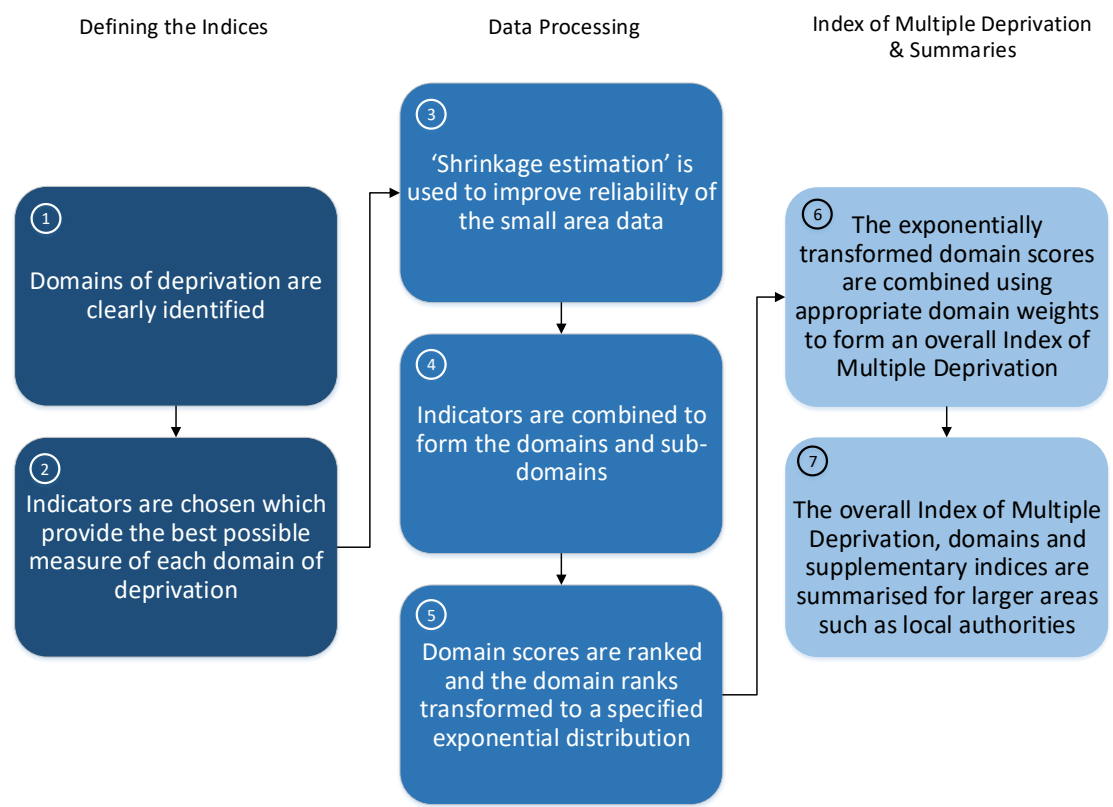 Defining the Indices
Data Processing
Index of Multiple Deprivation
& Summaries
1
Domains of deprivation are
clearly identified
2
Indicators are chosen which
provide the best possible
measure of each domain of
deprivation
3
‘Shrinkage estimation’ is
used to improve reliability of
the small area data
4
Indicators are combined to
form the domains and sub-
domains
5
Domain scores are ranked
and the domain ranks
transformed to a specified
exponential distribution
6
The exponentially
transformed domain scores
are combined using
appropriate domain weights
to form an overall Index of
Multiple Deprivation
7
The overall Index of Multiple
Deprivation, domains and
supplementary indices are
summarised for larger areas
such as local authorities